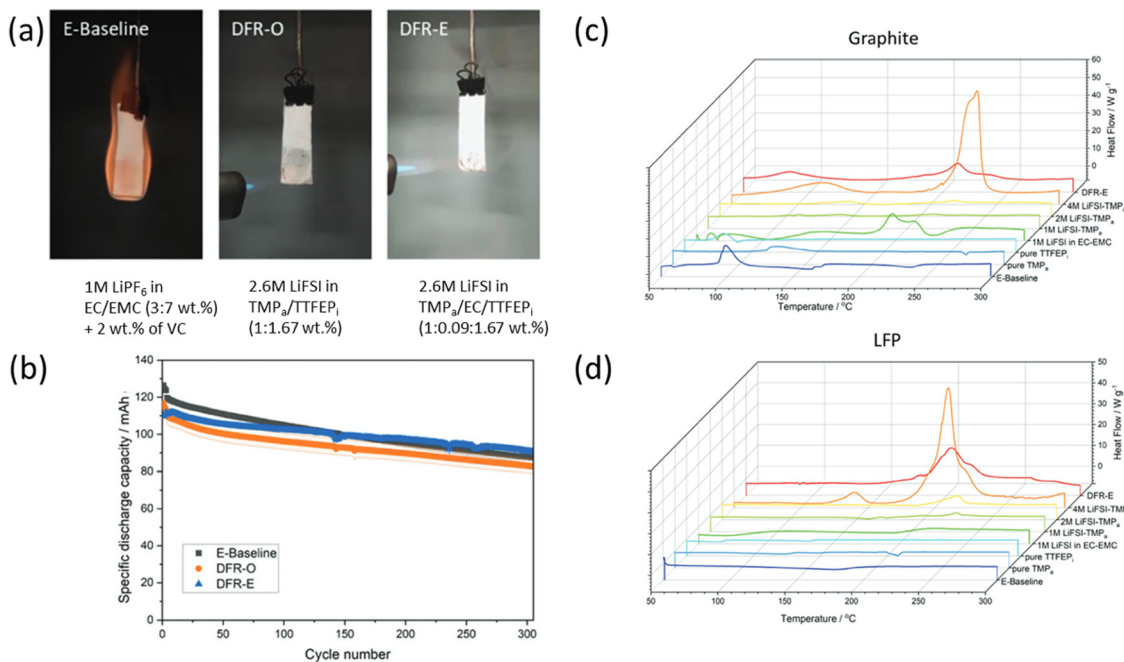 (a)
E-Baseline
DFR-O
DFR-E
1M LiPF6 in
EC/EMC (3:7 wt.%)
+ 2 wt.% of VC
2.6M LiFSI in
TMPa/TTFEPi
(1:1.67 wt.%)
2.6M LiFSI in
TMPa/EC/TTFEPi
(1:0.09:1.67 wt.%)
(b)
Specific discharge capacity / mAh
140
120
100
80
60
40
20
0
E-Baseline
DFR-O
DFR-E
0
50
100
150
200
250
300
Cycle number
(c)
Graphite
60
50
40
30
20
10
0
Heat Flow / W g-1
DFR-E
4M LiFSI-TMPa
2M LiFSI-TMPa
1M LiFSI-TMPa
1M LiFSI in EC-EMC
pure TTFEPi
pure TMPa
E-Baseline
50
100
150
200
250
300
Temperature / oC
(d)
LFP
50
40
30
20
10
0
Heat Flow / W g-1
DFR-E
4M LiFSI-TM
2M LiFSI-TMPa
1M LiFSI-TMPa
1M LiFSI in EC-EMC
pure TTFEPi
pure TMPa
E-Baseline
50
100
150
200
250
300
Temperature / oC